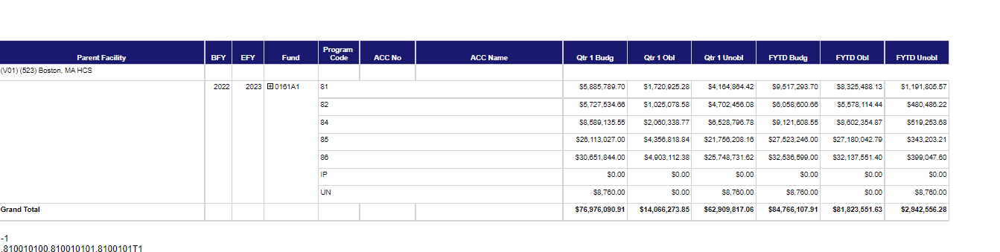 Parent Facility BFY EFY Fund Program Code ACC No ACC Name Qtr 1 Budg Qtr 1 Obl Qtr 1 Unobl FYTD Budg FYTD Obl FYTD Unobl
(V01) (523) Boston, MA HCS
2022 2023 0161A1 81 $5,885,789.70 $1,720,925.28 $4,164,864.42 $9,517,293.70 $8,325,488.13 $1,191,805.57
82 $5,727,534.66 $1,025,078.58 $4,702,456.08 $6,058,600.66 $5,578,114.44 $480,486.22
84 $8,589,135.55 $2,060,338.77 $6,528,796.78 $9,121,608.55 $8,602,354.87 $519,253.68
85 $26,113,027.00 $4,356,818.84 $21,756,208.16 $27,523,246.00 $27,180,042.79 $343,203.21
86 $30,651,844.00 $4,903,112.38 $25,748,731.62 $32,536,599.00 $32,137,551.40 $399,047.60
IP $0.00 $0.00 $0.00 $0.00 $0.00 $0.00
UN $8,760.00 $0.00 $8,760.00 $8,760.00 $0.00 $8,760.00
Grand Total $76,976,090.91 $14,066,273.85 $62,909,817.06 $84,766,107.91 $81,823,551.63 $2,942,556.28
-1
.810010100.810010101.8100101T1